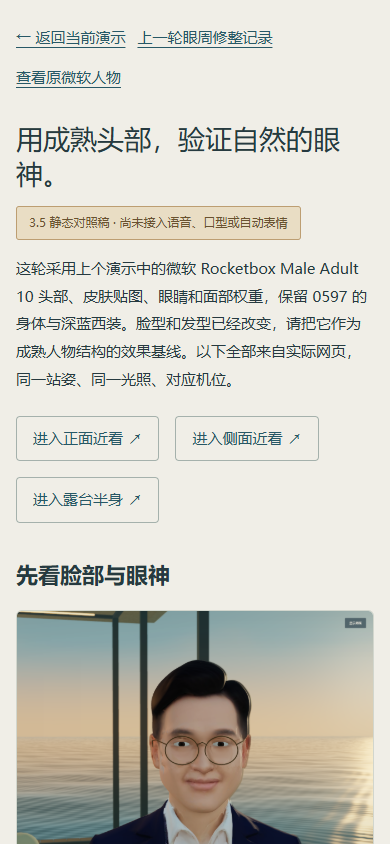 ← 返回当前演示 上一轮眼周修整记录
查看原微软人物
用成熟头部，验证自然的眼
神。
3.5 静态对照稿 · 尚未接入语音、口型或自动表情
这轮采用上个演示中的微软 Rocketbox Male Adult
10 头部、皮肤贴图、眼睛和面部权重，保留 0597 的
身体与深蓝西装。脸型和发型已经改变，请把它作为
成熟人物结构的效果基线。以下全部来自实际网页，
同一站姿、同一光照、对应机位。
进入正面近看 ↗ 进入侧面近看 ↗
进入露台半身 ↗
先看脸部与眼神